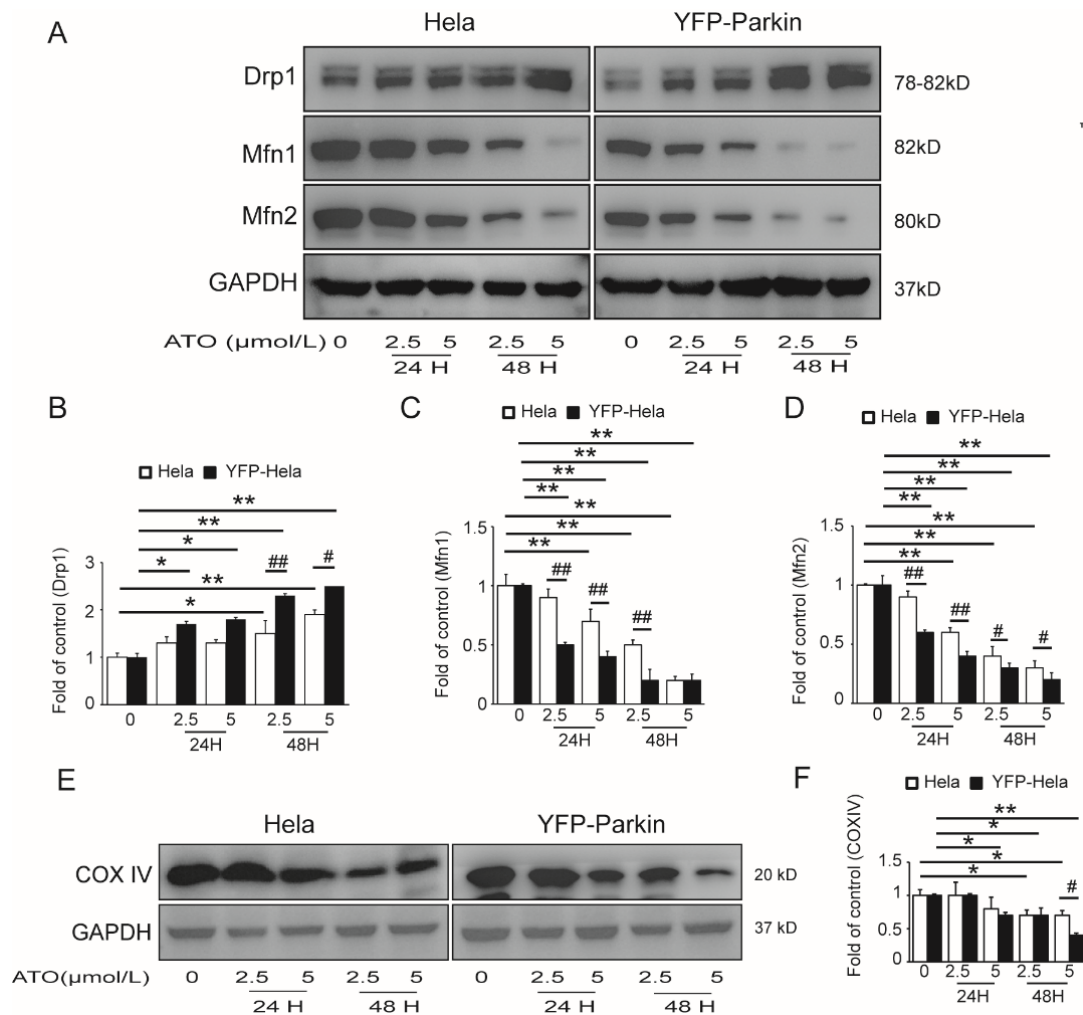 A
Hela YFP-Parkin
Drp1 78-82kD
Mfn1 82kD
Mfn2 80kD
GAPDH 37kD
ATO (μmol/L) 0 2.5 5 2.5 5 0 2.5 5 2.5 5
24 H 48 H 24 H 48 H
B
Hela YFP-Hela
**
**
*
*
**
*
## #
Fold of control (Drp1)
3
2
1
0
0 2.5 5 2.5 5
24H 48H
C
Hela YFP-Hela
**
**
**
**
**
**
**
##
##
##
Fold of control (Mfn1)
1.5
1
0.5
0
0 2.5 5 2.5 5
24H 48H
D
Hela YFP-Hela
**
**
**
**
**
**
**
##
##
#
#
Fold of control (Mfn2)
1.5
1
0.5
0
0 2.5 5 2.5 5
24H 48H
E
Hela YFP-Parkin
COX IV 20 kD
GAPDH 37 kD
ATO(μmol/L) 0 2.5 5 2.5 5 0 2.5 5 2.5 5
24 H 48 H 24 H 48 H
F
Hela YFP-Hela
**
*
*
*
*
#
Fold of control (COXIV)
1.5
1
0.5
0
0 2.5 5 2.5 5
24H 48H